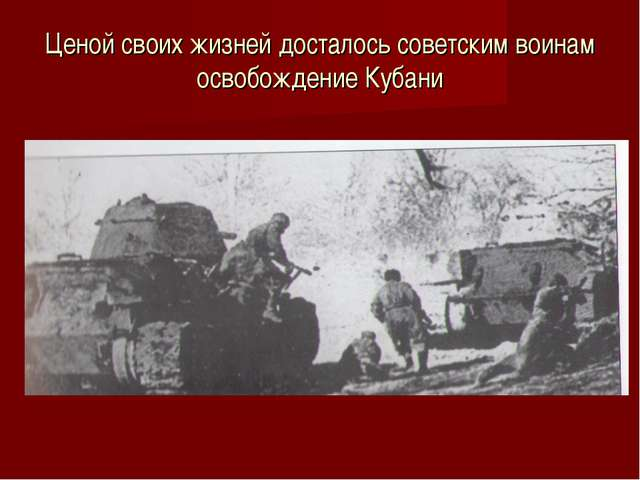 Ценой своих жизней досталось советским воинам
освобождение Кубани